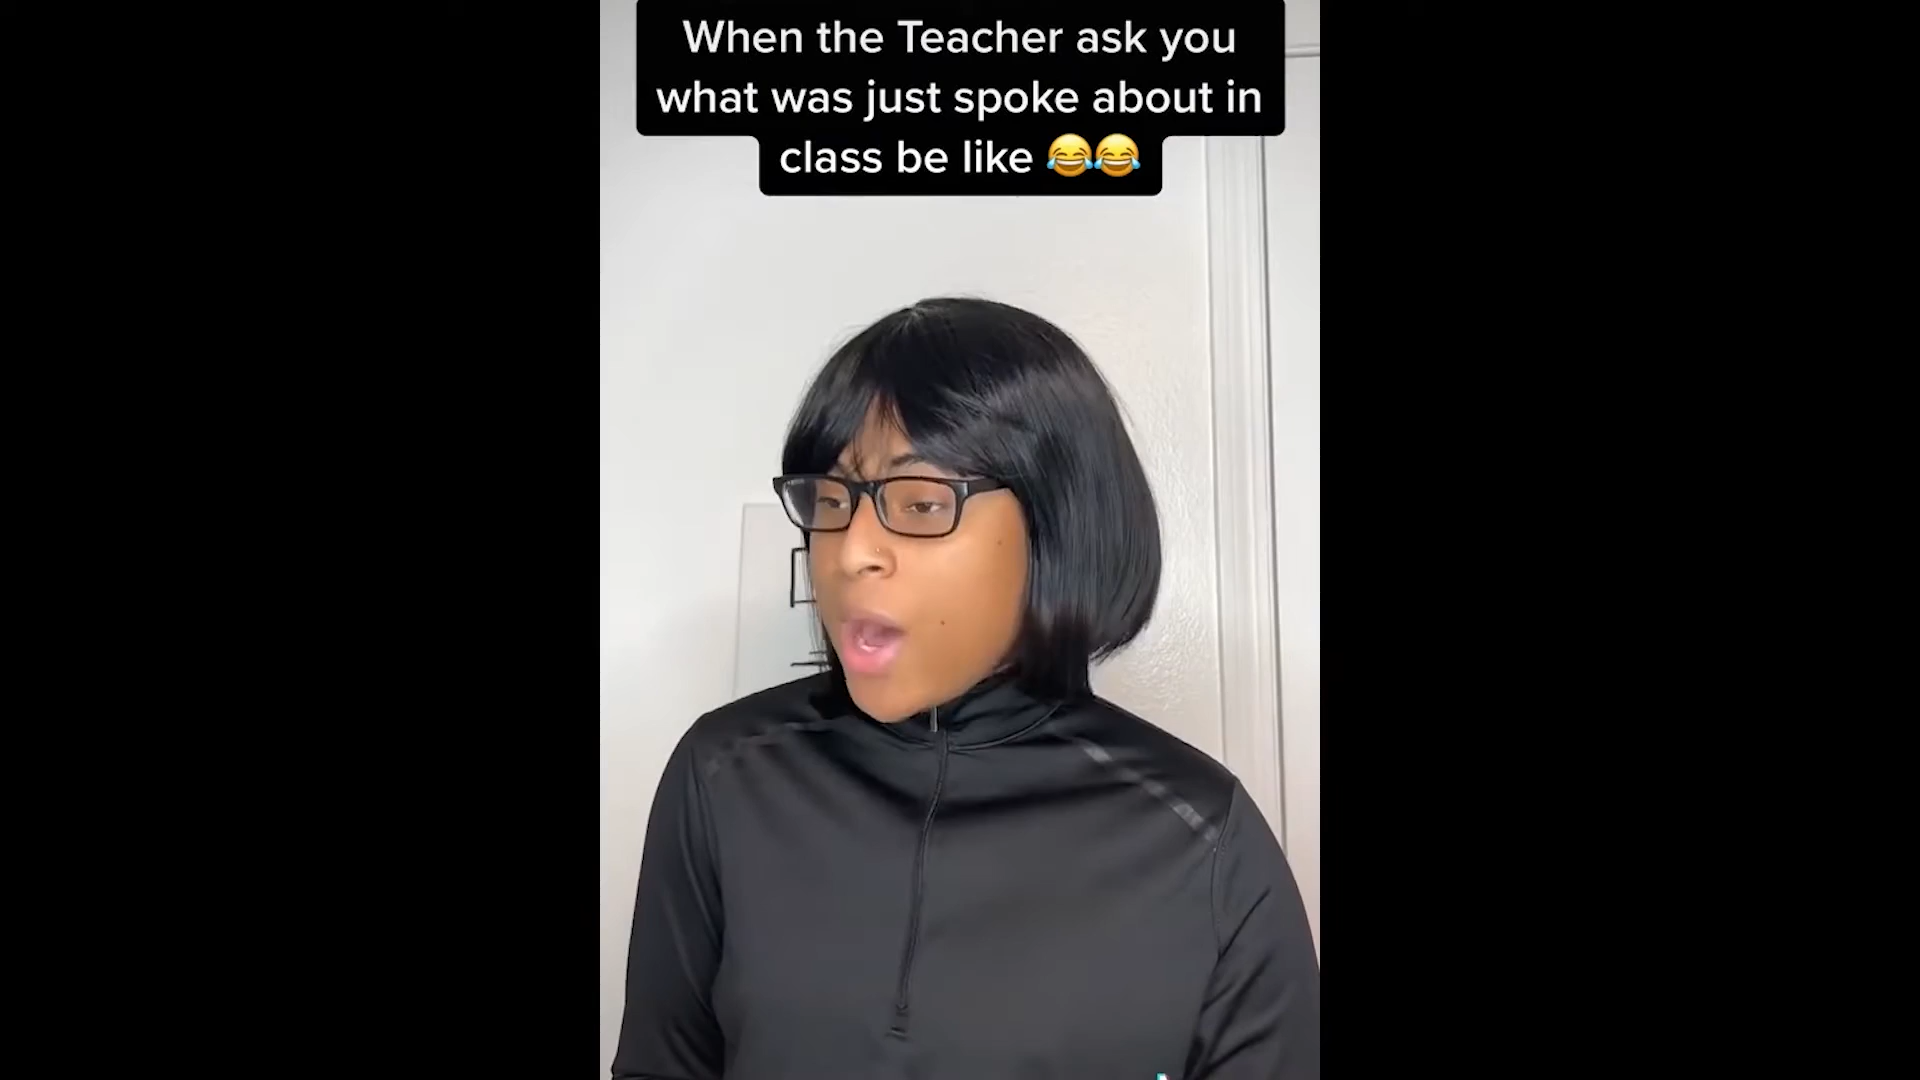 When the Teacher ask you
what was just spoke about in
class be like 😂😂